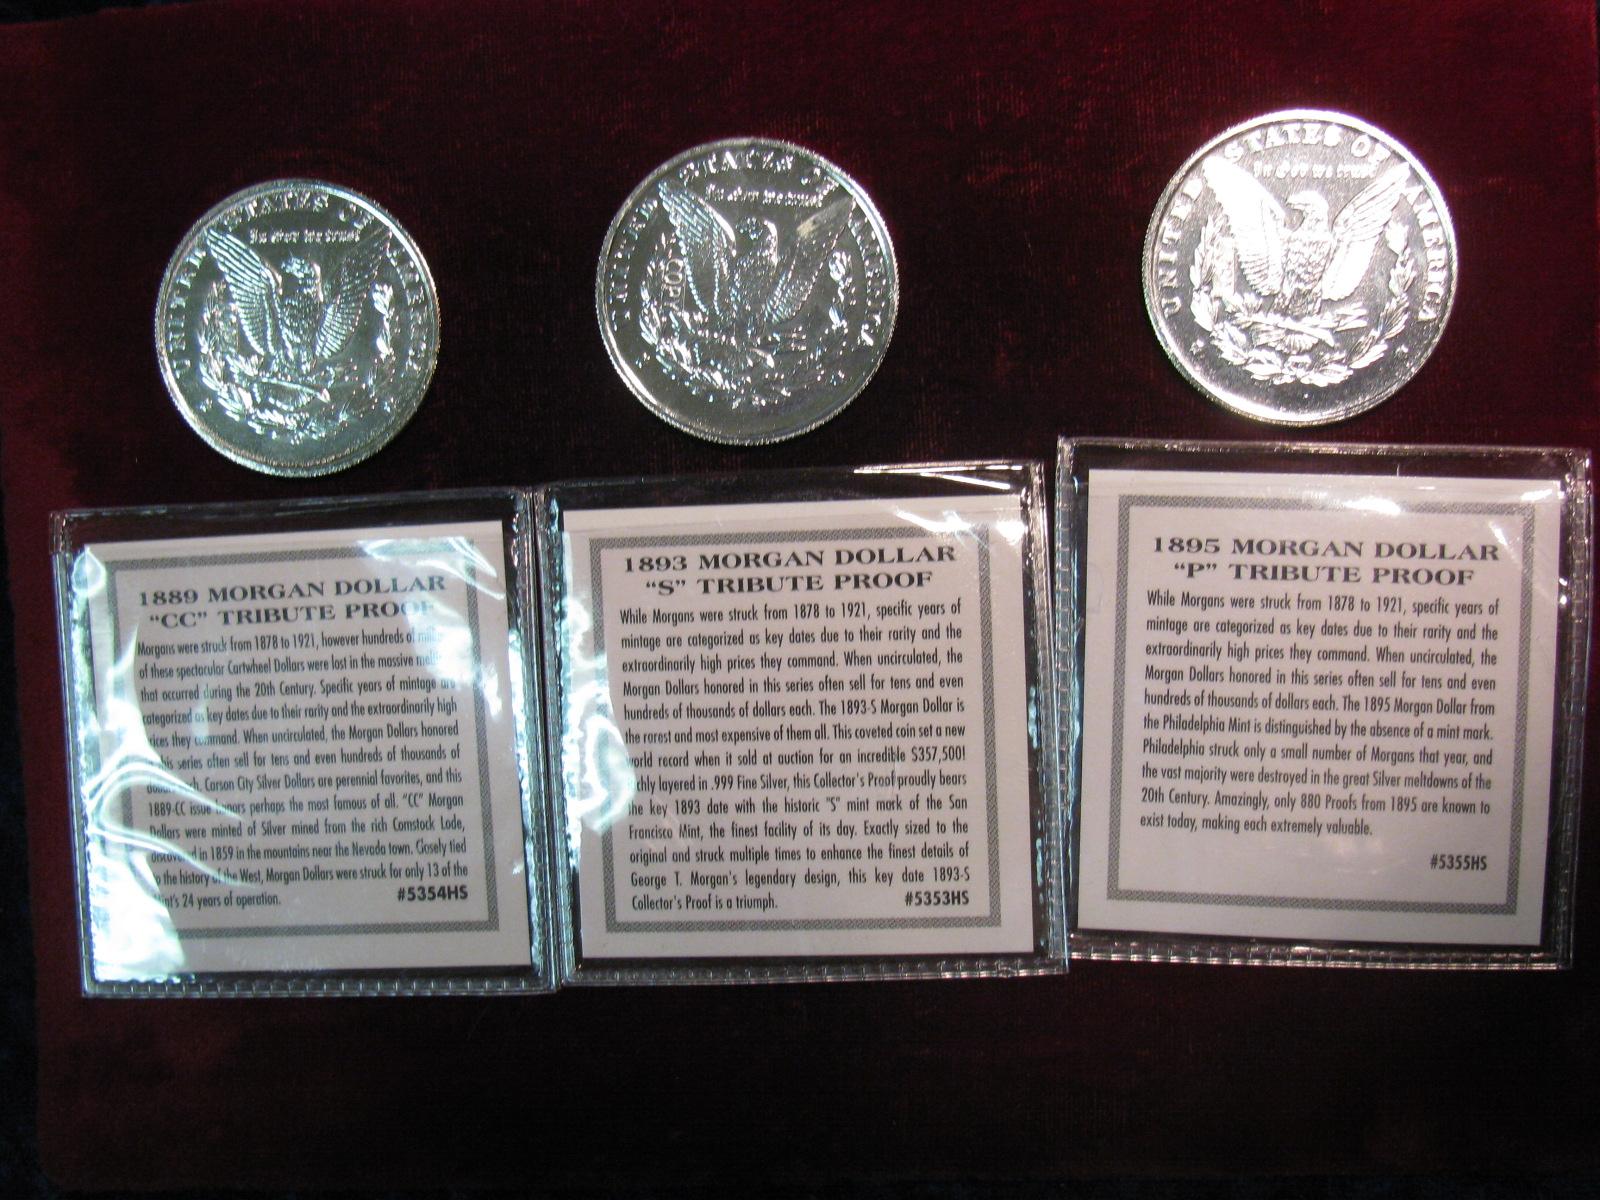 UNITED STATES OF AMERICA
In God we trust
UNITED STATES OF AMERICA
In God we trust
COPY
UNITED STATES OF AMERICA
In God we trust
1889 MORGAN DOLLAR
"CC" TRIBUTE PROOF
Morgans were struck from 1878 to 1921, however hundreds of
of these spectacular Cartwheel Dollars were lost in the massive
that occurred during the 20th Century. Specific years of mintage are
categorized as key dates due to their rarity and the extraordinarily high
prices they command. When uncirculated, the Morgan Dollars honored
this series often sell for tens and even hundreds of thousands of
each. Carson City Silver Dollars are perennial favorites, and this
1889-CC issue honors perhaps the most famous of all. "CC" Morgan
Dollars were minted of Silver mined from the rich Comstock Lode,
discovered in 1859 in the mountains near the Nevada town. Closely tied
to the history of the West, Morgan Dollars were struck for only 13 of the
Mint's 24 years of operation.
#5354HS
1893 MORGAN DOLLAR
"S" TRIBUTE PROOF
While Morgans were struck from 1878 to 1921, specific years of
mintage are categorized as key dates due to their rarity and the
extraordinarily high prices they command. When uncirculated, the
Morgan Dollars honored in this series often sell for tens and even
hundreds of thousands of dollars each. The 1893-S Morgan Dollar is
the rarest and most expensive of them all. This coveted coin set a new
world record when it sold at auction for an incredible $357,500!
layered in .999 Fine Silver, this Collector's Proof proudly bears
the key 1893 date with the historic "S" mint mark of the San
Francisco Mint, the finest facility of its day. Exactly sized to the
original and struck multiple times to enhance the finest details of
George T. Morgan's legendary design, this key date 1893-S
Collector's Proof is a triumph.
#5353HS
1895 MORGAN DOLLAR
"P" TRIBUTE PROOF
While Morgans were struck from 1878 to 1921, specific years of
mintage are categorized as key dates due to their rarity and the
extraordinarily high prices they command. When uncirculated, the
Morgan Dollars honored in this series often sell for tens and even
hundreds of thousands of dollars each. The 1895 Morgan Dollar from
the Philadelphia Mint is distinguished by the absence of a mint mark.
Philadelphia struck only a small number of Morgans that year, and
the vast majority were destroyed in the great Silver meltdowns of the
20th Century. Amazingly, only 880 Proofs from 1895 are known to
exist today, making each extremely valuable.
#5355HS